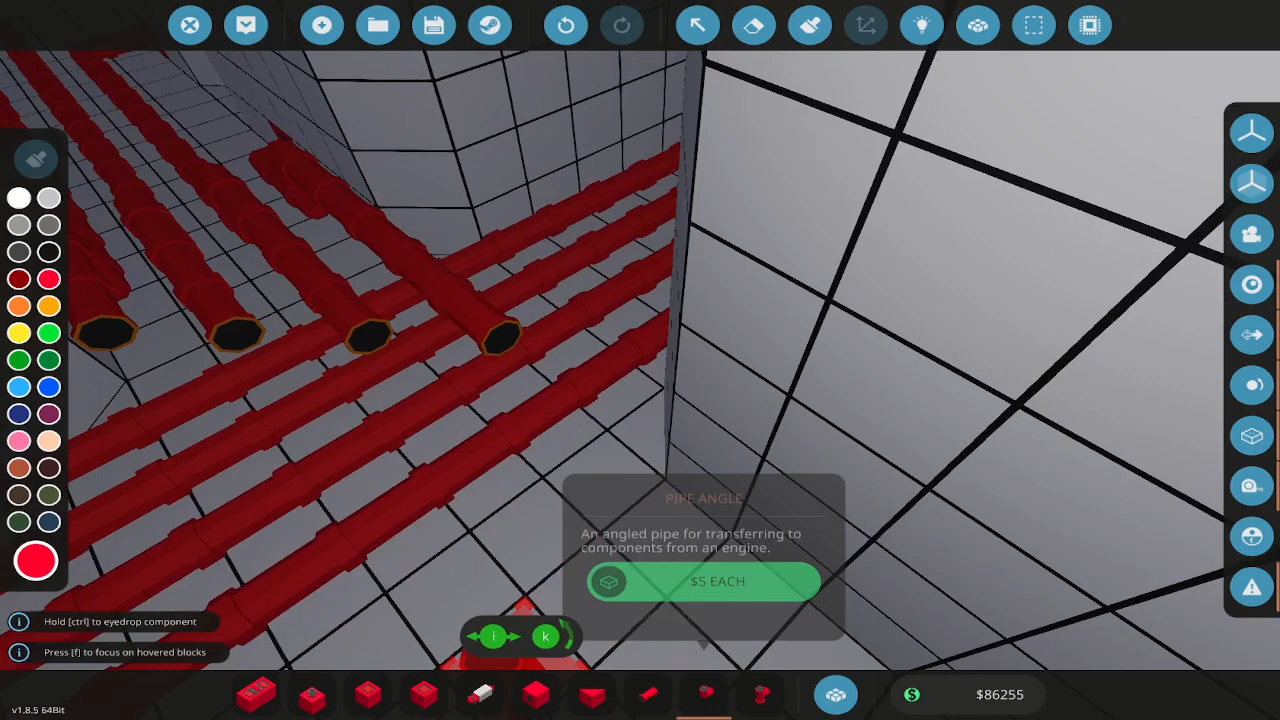 PIPE ANGLE
An angled pipe for transferring to
components from an engine.
$5 EACH
Hold [ctrl] to eyedrop component
Press [f] to focus on hovered blocks
i
k
$
$86255
v1.8.5 64Bit